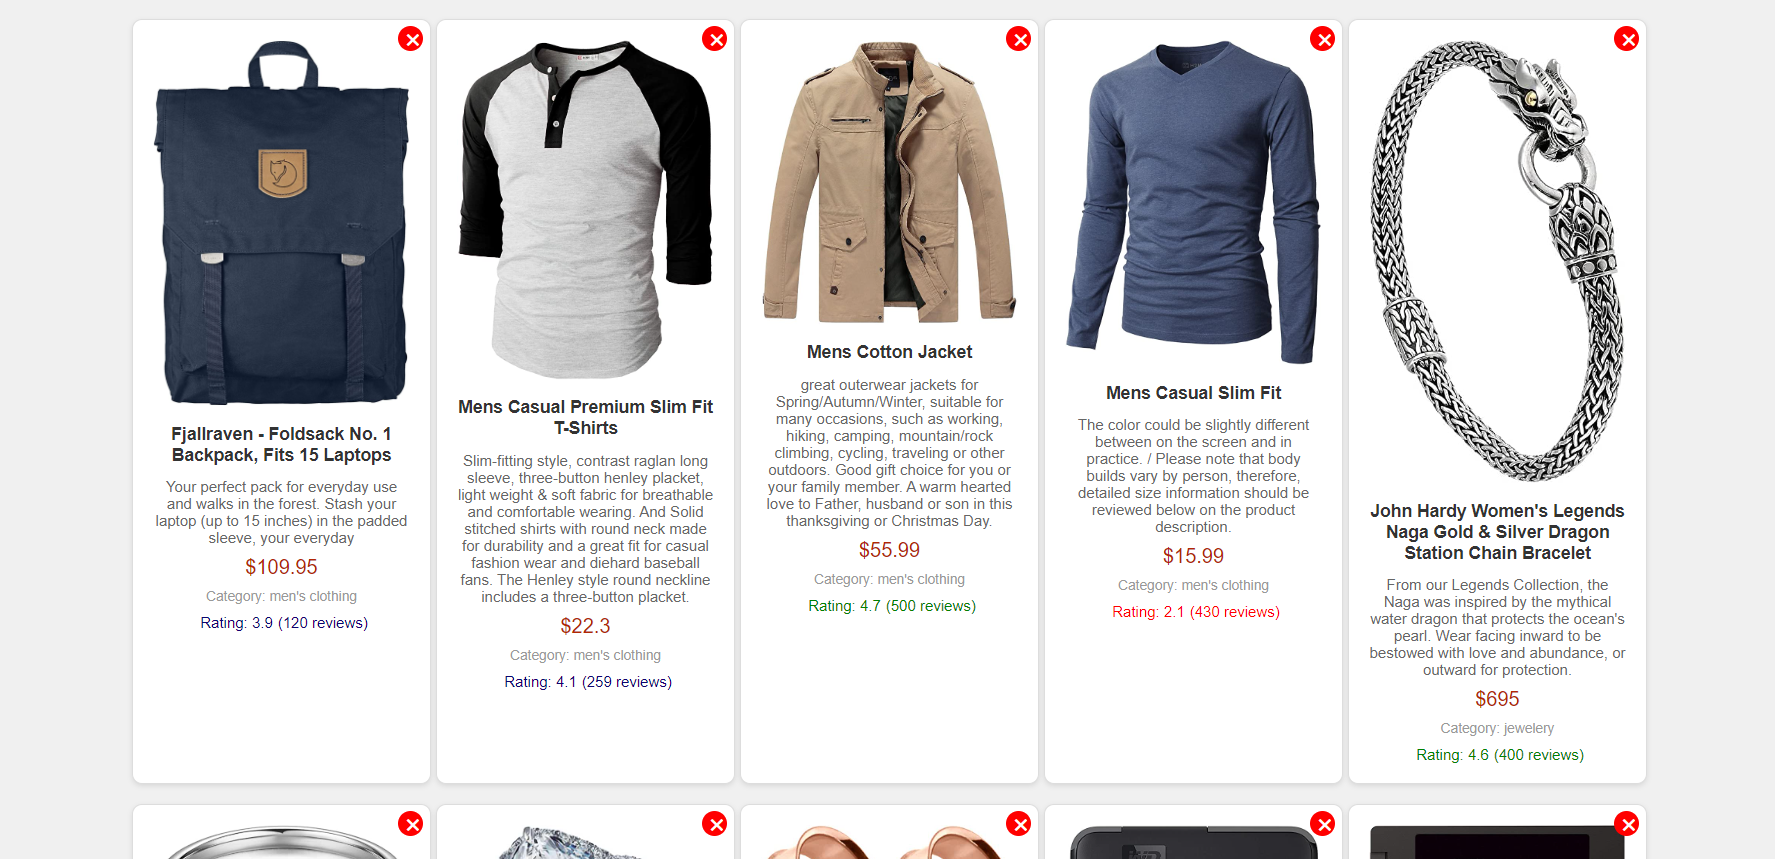 Fjallraven - Foldsack No. 1
Backpack, Fits 15 Laptops
Your perfect pack for everyday use
and walks in the forest. Stash your
laptop (up to 15 inches) in the padded
sleeve, your everyday
$109.95
Category: men's clothing
Rating: 3.9 (120 reviews)
Mens Casual Premium Slim Fit
T-Shirts
Slim-fitting style, contrast raglan long
sleeve, three-button henley placket,
light weight & soft fabric for breathable
and comfortable wearing. And Solid
stitched shirts with round neck made
for durability and a great fit for casual
fashion wear and diehard baseball
fans. The Henley style round neckline
includes a three-button placket.
$22.3
Category: men's clothing
Rating: 4.1 (259 reviews)
Mens Cotton Jacket
great outerwear jackets for
Spring/Autumn/Winter, suitable for
many occasions, such as working,
hiking, camping, mountain/rock
climbing, cycling, traveling or other
outdoors. Good gift choice for you or
your family member. A warm hearted
love to Father, husband or son in this
thanksgiving or Christmas Day.
$55.99
Category: men's clothing
Rating: 4.7 (500 reviews)
Mens Casual Slim Fit
The color could be slightly different
between on the screen and in
practice. / Please note that body
builds vary by person, therefore,
detailed size information should be
reviewed below on the product
description.
$15.99
Category: men's clothing
Rating: 2.1 (430 reviews)
John Hardy Women's Legends
Naga Gold & Silver Dragon
Station Chain Bracelet
From our Legends Collection, the
Naga was inspired by the mythical
water dragon that protects the ocean's
pearl. Wear facing inward to be
bestowed with love and abundance, or
outward for protection.
$695
Category: jewelery
Rating: 4.6 (400 reviews)